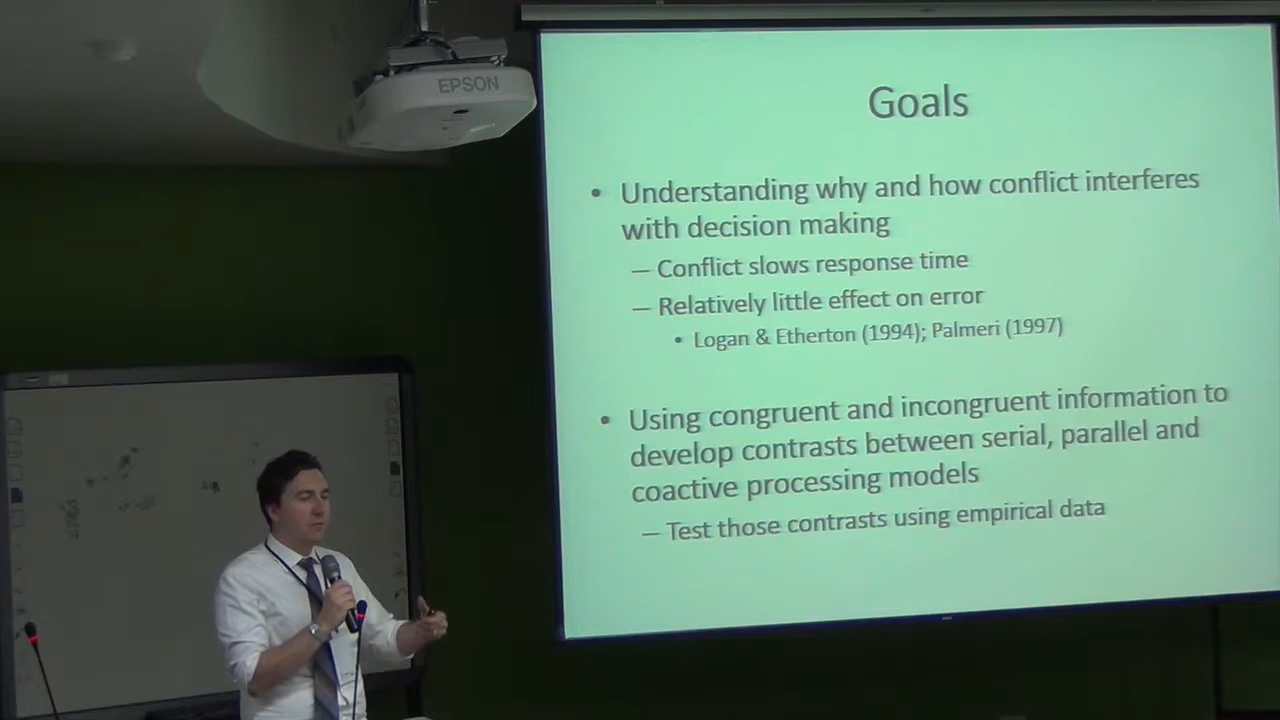 EPSON
Goals
• Understanding why and how conflict interferes
with decision making
— Conflict slows response time
— Relatively little effect on error
• Logan & Etherton (1994); Palmeri (1997)
• Using congruent and incongruent information to
develop contrasts between serial, parallel and
coactive processing models
— Test those contrasts using empirical data